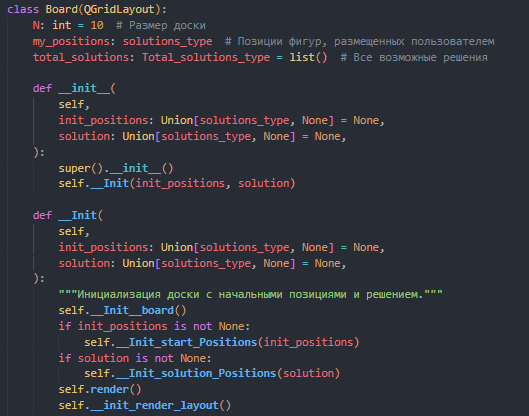 class Board(QGridLayout):
    N: int = 10  # Размер доски
    my_positions: solutions_type  # Позиции фигур, размещенных пользователем
    total_solutions: Total_solutions_type = list()  # Все возможные решения
    def __init__(
        self,
        init_positions: Union[solutions_type, None] = None,
        solution: Union[solutions_type, None] = None,
    ):
        super().__init__()
        self.__Init(init_positions, solution)
    def __Init(
        self,
        init_positions: Union[solutions_type, None] = None,
        solution: Union[solutions_type, None] = None,
    ):
        """Инициализация доски с начальными позициями и решением."""
        self.__Init__board()
        if init_positions is not None:
            self.__Init_start_Positions(init_positions)
        if solution is not None:
            self.__Init_solution_Positions(solution)
        self.render()
        self.__init_render_layout()